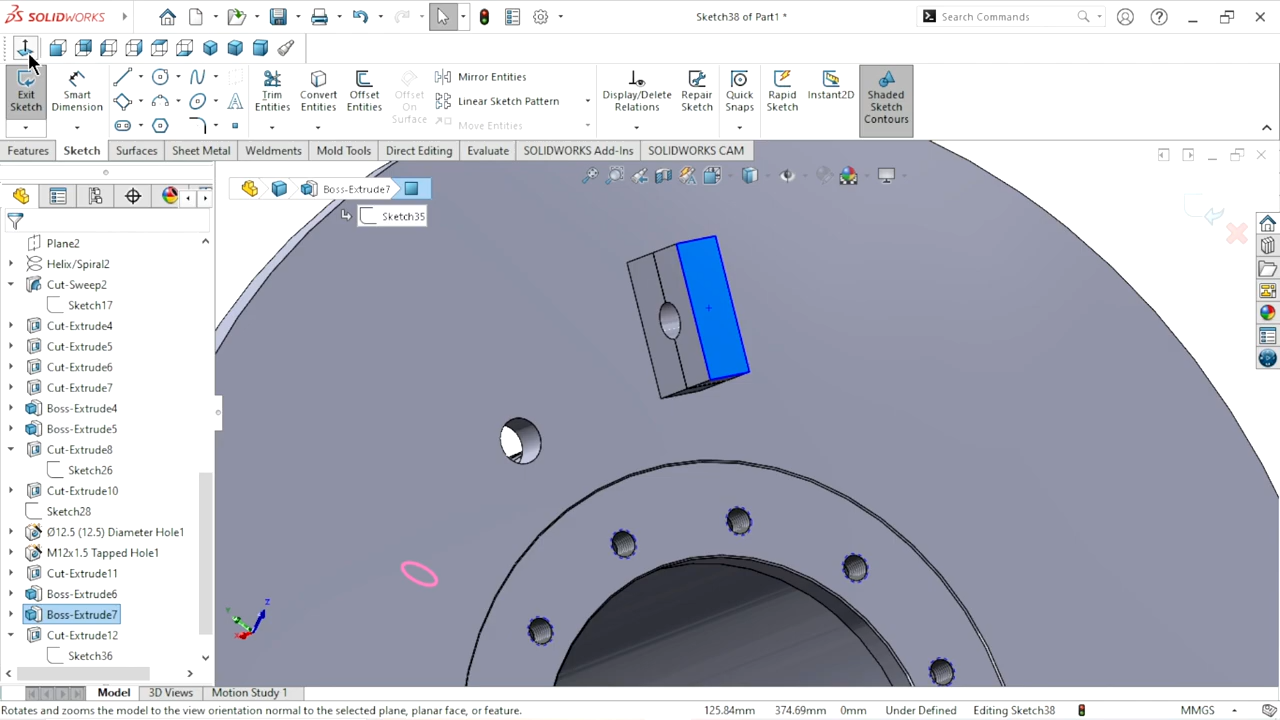 SOLIDWORKS
Sketch38 of Part1 *
Search Commands
Exit Sketch
Smart Dimension
Trim Entities
Convert Entities
Offset Entities
Offset On Surface
Mirror Entities
Linear Sketch Pattern
Move Entities
Display/Delete Relations
Repair Sketch
Quick Snaps
Rapid Sketch
Instant2D
Shaded Sketch Contours
Features
Sketch
Surfaces
Sheet Metal
Weldments
Mold Tools
Direct Editing
Evaluate
SOLIDWORKS Add-Ins
SOLIDWORKS CAM
Boss-Extrude7
Sketch35
Plane2
Helix/Spiral2
Cut-Sweep2
Sketch17
Cut-Extrude4
Cut-Extrude5
Cut-Extrude6
Cut-Extrude7
Boss-Extrude4
Boss-Extrude5
Cut-Extrude8
Sketch26
Cut-Extrude10
Sketch28
Ø12.5 (12.5) Diameter Hole1
M12x1.5 Tapped Hole1
Cut-Extrude11
Boss-Extrude6
Boss-Extrude7
Cut-Extrude12
Sketch36
Z
X
Y
Model
3D Views
Motion Study 1
Rotates and zooms the model to the view orientation normal to the selected plane, planar face, or feature.
125.84mm
374.69mm
0mm
Under Defined
Editing Sketch38
MMGS